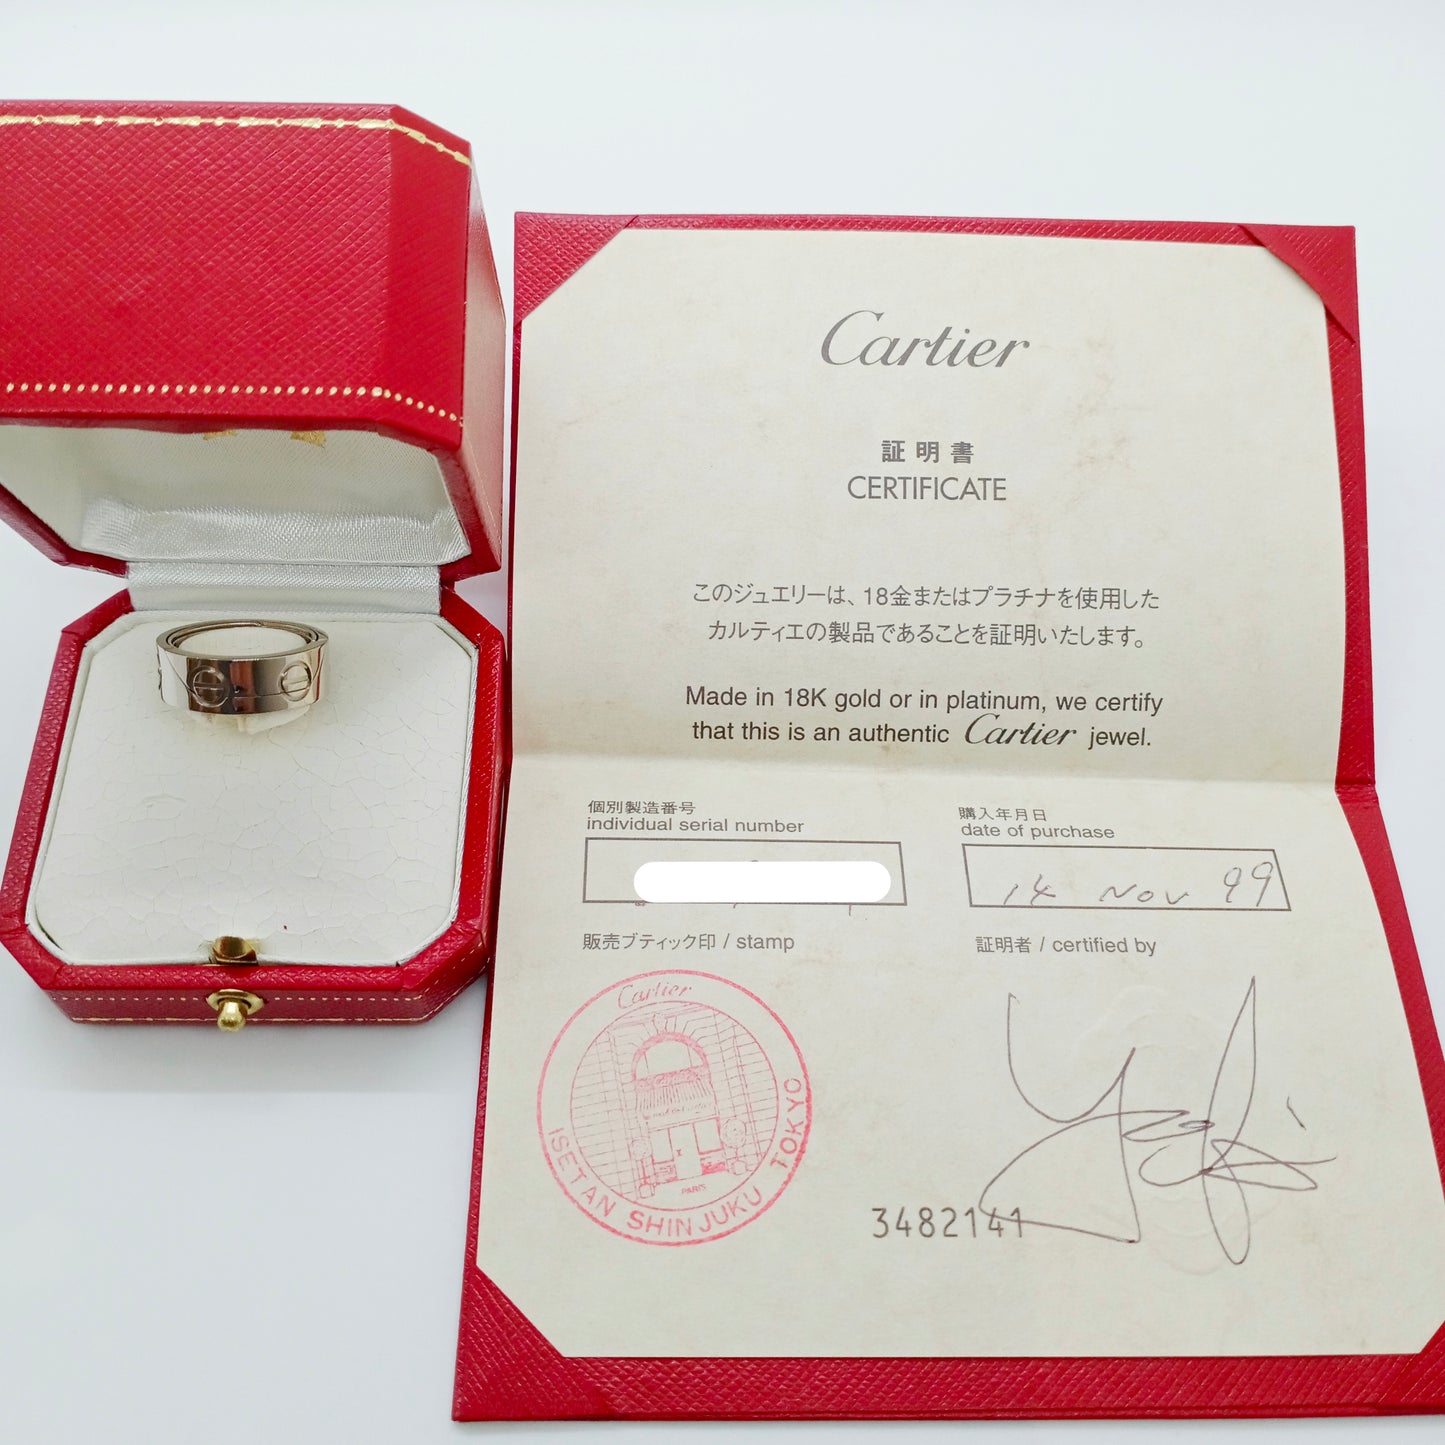 Cartier
証明書
CERTIFICATE
このジュエリーは、18金またはプラチナを使用した
カルティエの製品であることを証明いたします。
Made in 18K gold or in platinum, we certify
that this is an authentic Cartier jewel.
個別製造番号
individual serial number
購入年月日
date of purchase
14 Nov 99
販売ブティック印 / stamp
証明者 / certified by
Cartier
PARIS
ISETAN SHINJUKU TOKYO
3482141